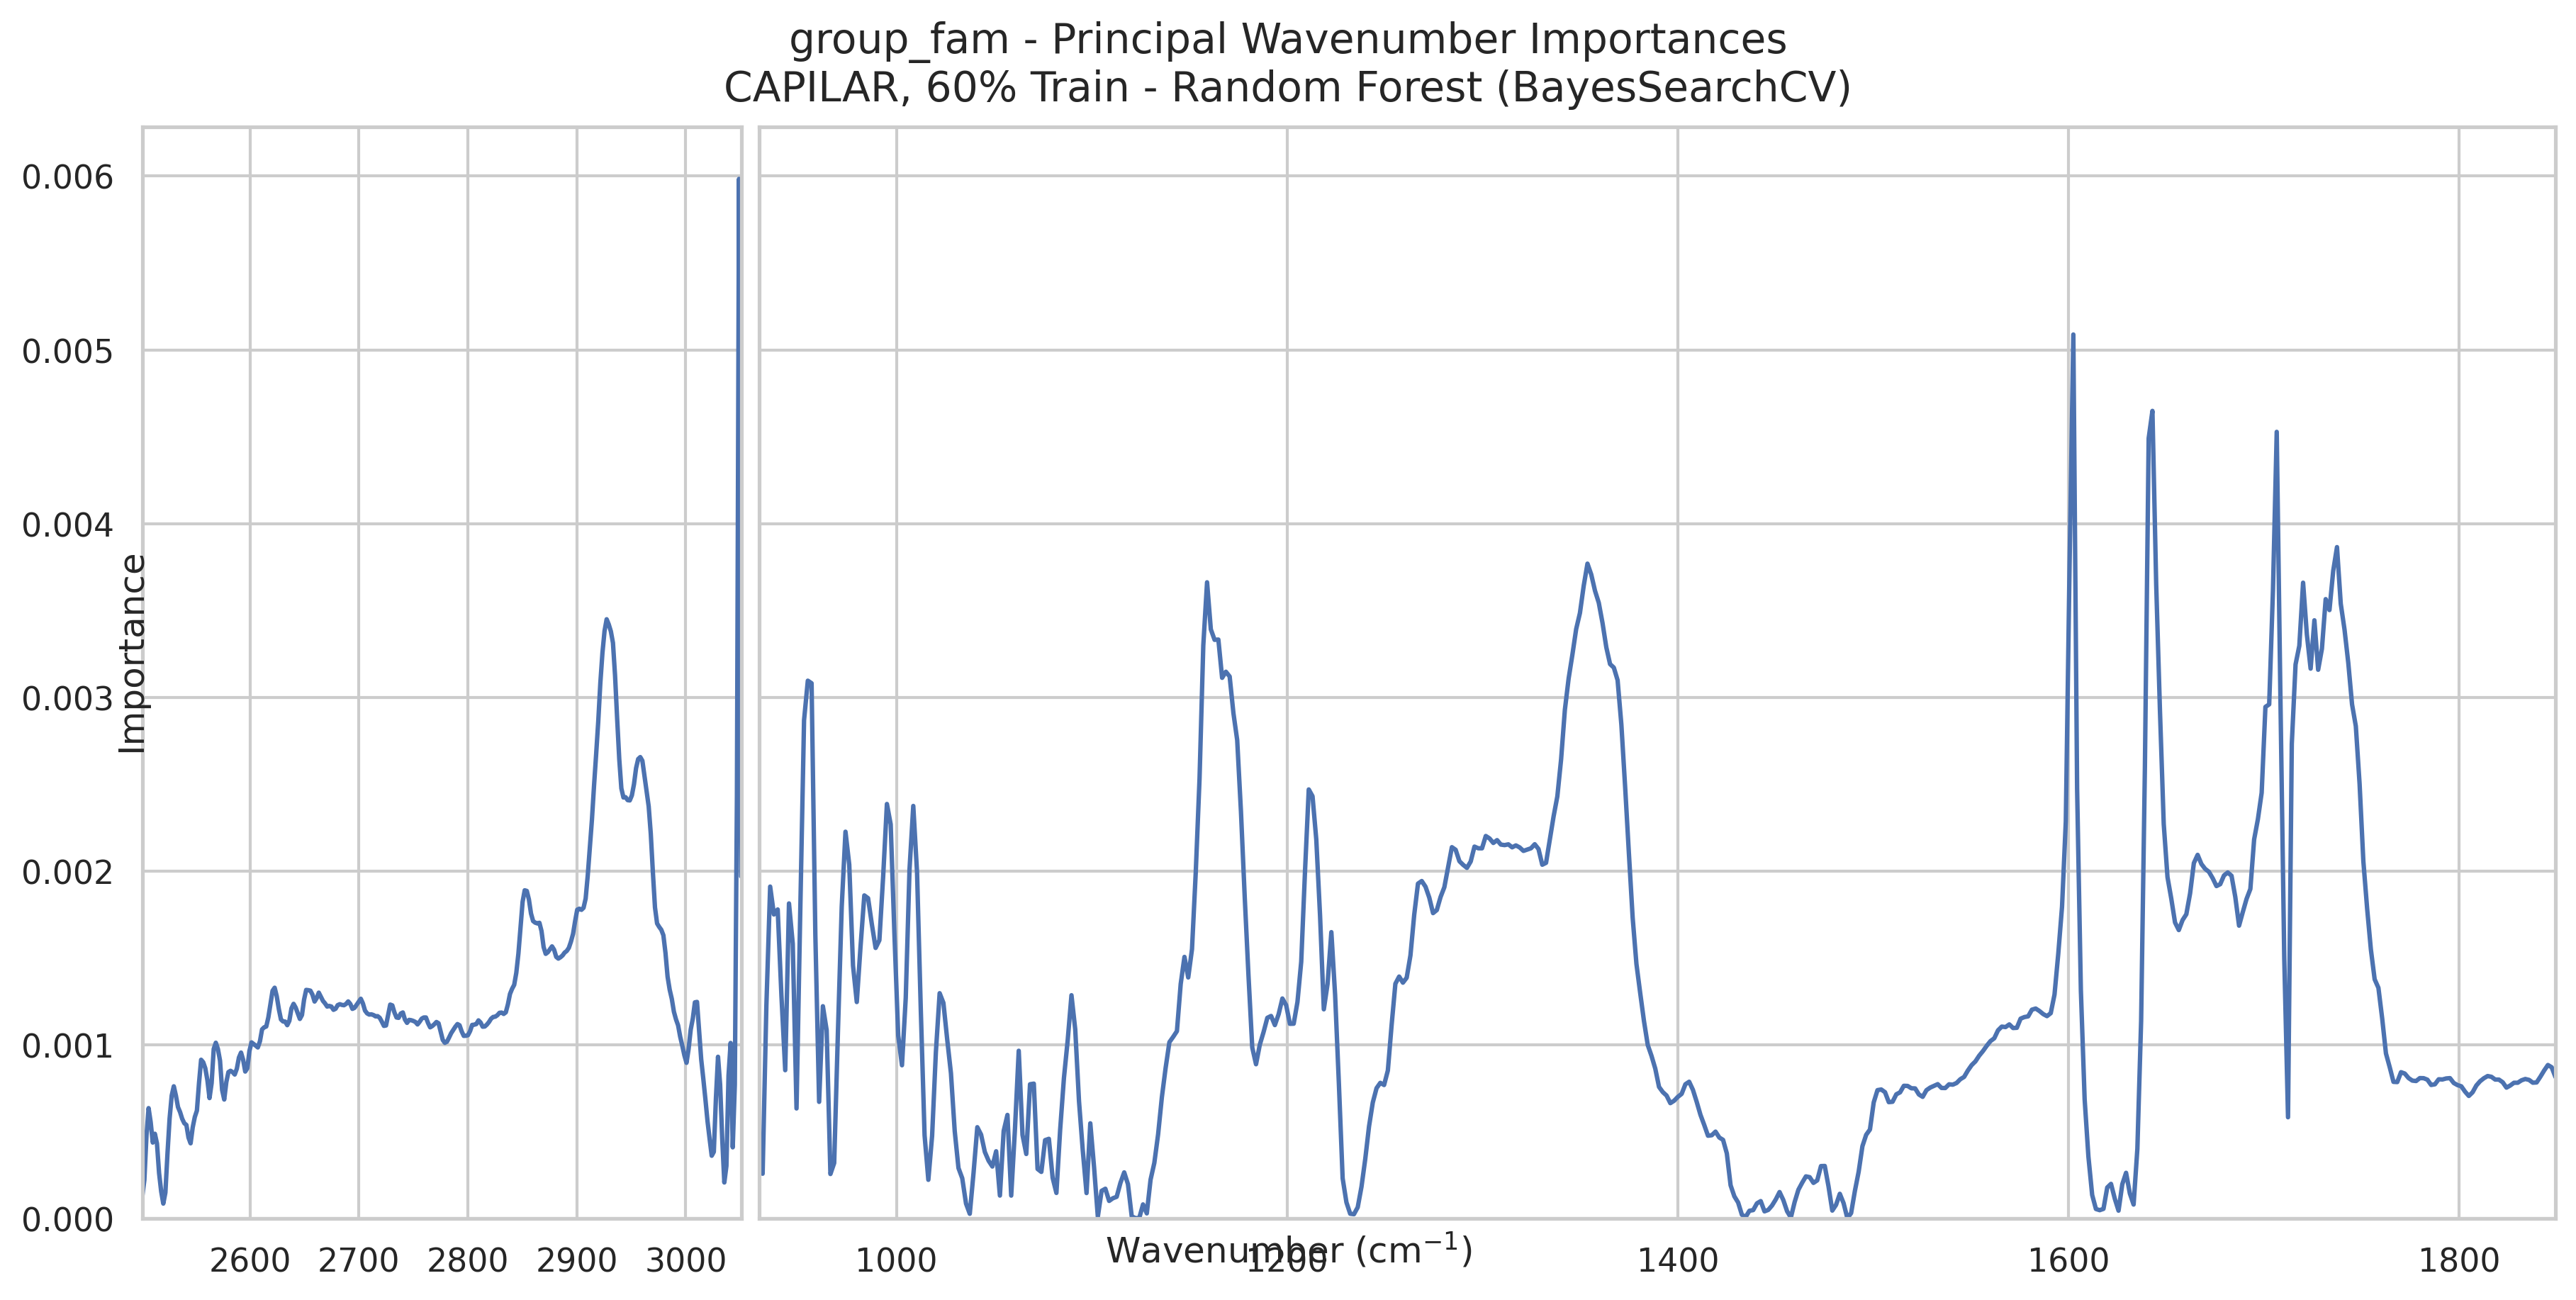 group_fam - Principal Wavenumber Importances
CAPILAR, 60% Train - Random Forest (BayesSearchCV)
0.006
0.005
0.004
0.003
0.002
0.001
0.000
Importance
2600 2700 2800 2900 3000 1000 1200 1400 1600 1800
Wavenumber (cm⁻¹)